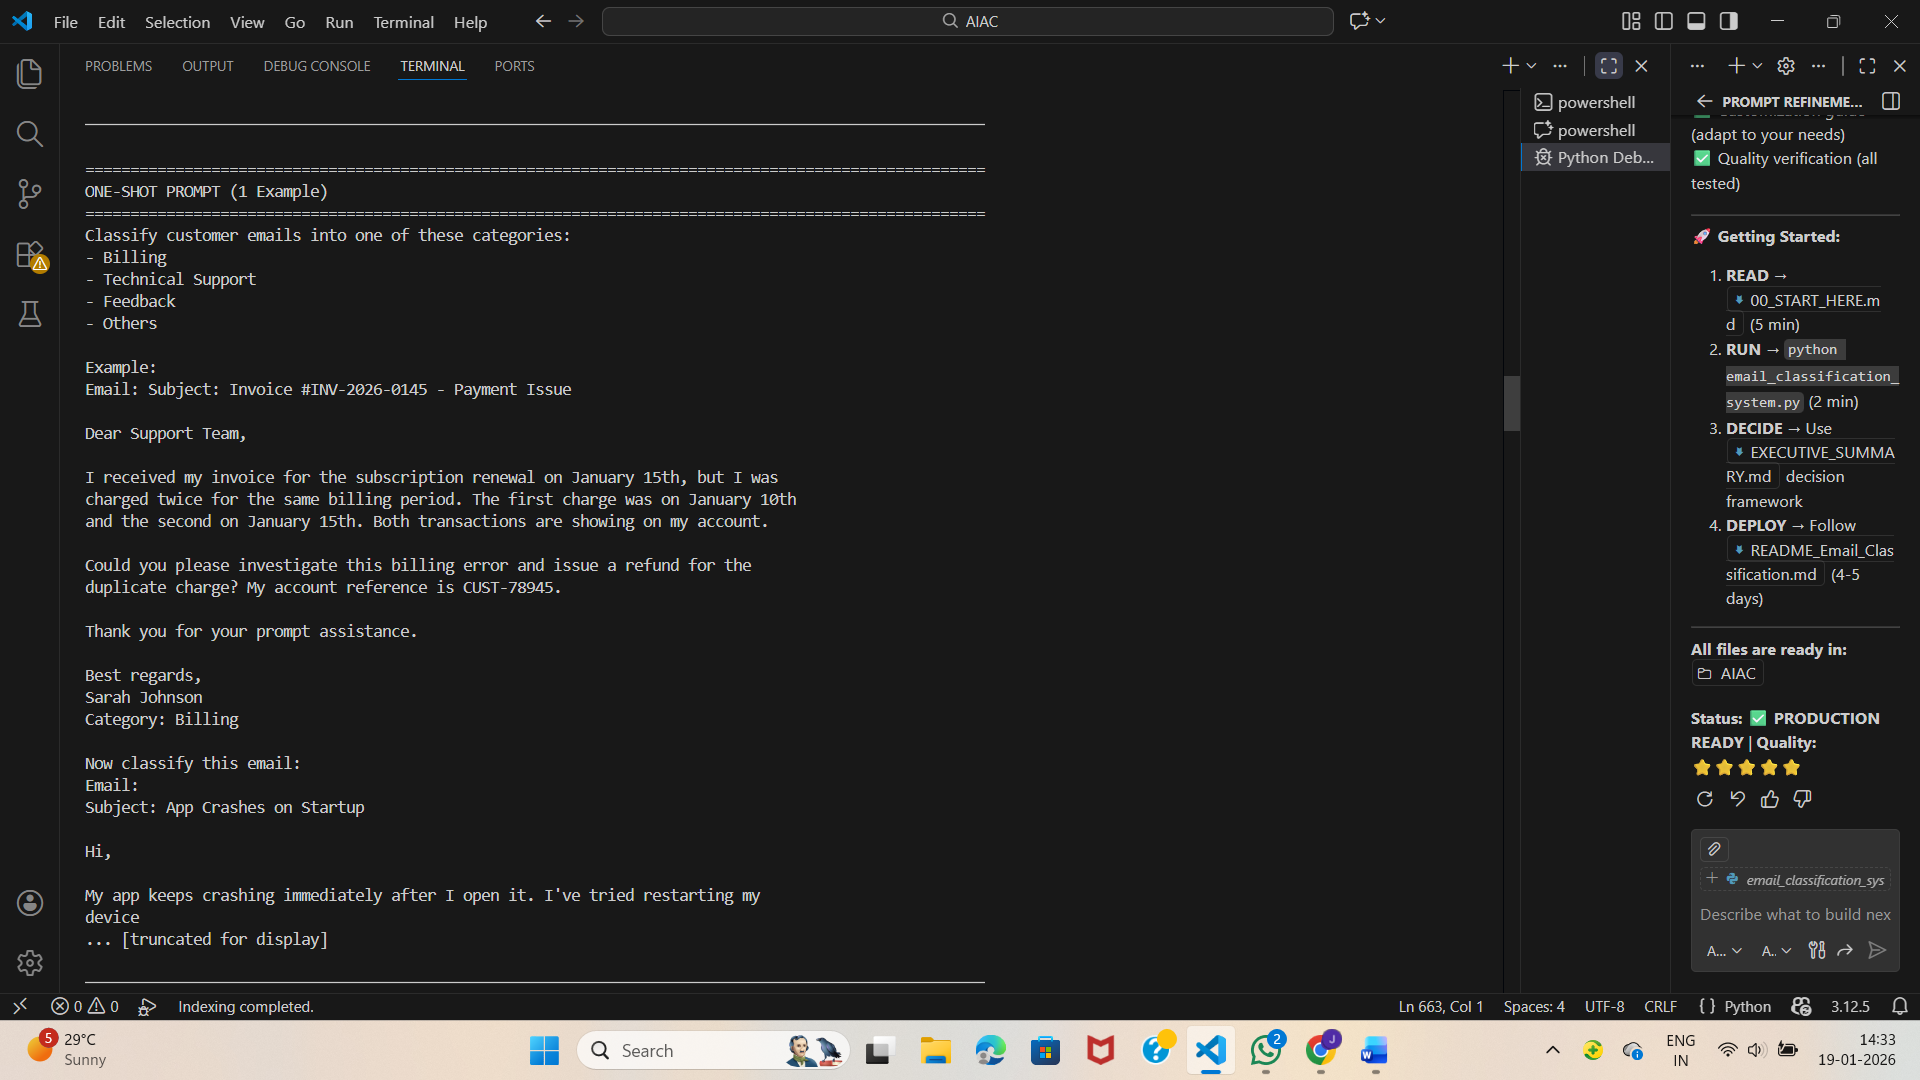 File Edit Selection View Go Run Terminal Help
AIAC
PROBLEMS OUTPUT DEBUG CONSOLE TERMINAL PORTS
====================================================================================================
ONE-SHOT PROMPT (1 Example)
====================================================================================================
Classify customer emails into one of these categories:
- Billing
- Technical Support
- Feedback
- Others
Example:
Email: Subject: Invoice #INV-2026-0145 - Payment Issue
Dear Support Team,
I received my invoice for the subscription renewal on January 15th, but I was
charged twice for the same billing period. The first charge was on January 10th
and the second on January 15th. Both transactions are showing on my account.
Could you please investigate this billing error and issue a refund for the
duplicate charge? My account reference is CUST-78945.
Thank you for your prompt assistance.
Best regards,
Sarah Johnson
Category: Billing
Now classify this email:
Email:
Subject: App Crashes on Startup
Hi,
My app keeps crashing immediately after I open it. I've tried restarting my
device
... [truncated for display]
powershell
powershell
Python Deb...
PROMPT REFINEME...
(adapt to your needs)
✅ Quality verification (all
tested)
🚀 Getting Started:
1. READ →
00_START_HERE.m
d (5 min)
2. RUN → python
email_classification_
system.py (2 min)
3. DECIDE → Use
EXECUTIVE_SUMMA
RY.md decision
framework
4. DEPLOY → Follow
README_Email_Clas
sification.md (4-5
days)
All files are ready in:
AIAC
Status: ✅ PRODUCTION
READY | Quality:
⭐⭐⭐⭐⭐
email_classification_sys
Describe what to build nex
A... A..
0 0 Indexing completed.
Ln 663, Col 1 Spaces: 4 UTF-8 CRLF { } Python 3.12.5
5 29°C
Sunny
Search
2
J
ENG
IN
14:33
19-01-2026